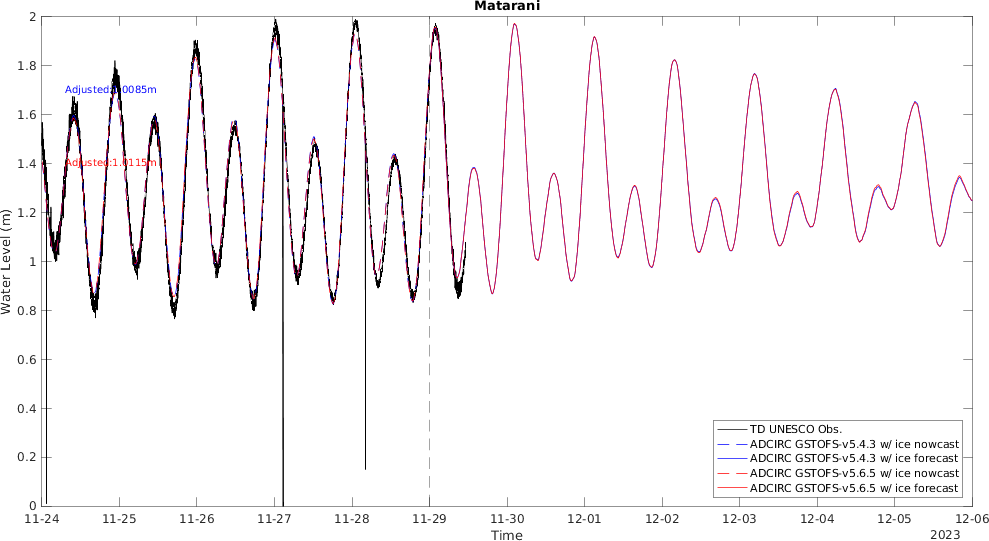 Matarani
2
1.8
1.6
1.4
1.2
1
0.8
0.6
0.4
0.2
0
Water Level (m)
Adjusted:1.0085m
Adjusted:1.0115m
TD UNESCO Obs.
ADCIRC GSTOFS-v5.4.3 w/ ice nowcast
ADCIRC GSTOFS-v5.4.3 w/ ice forecast
ADCIRC GSTOFS-v5.6.5 w/ ice nowcast
ADCIRC GSTOFS-v5.6.5 w/ ice forecast
11-24 11-25 11-26 11-27 11-28 11-29 11-30 12-01 12-02 12-03 12-04 12-05 12-06
Time
2023